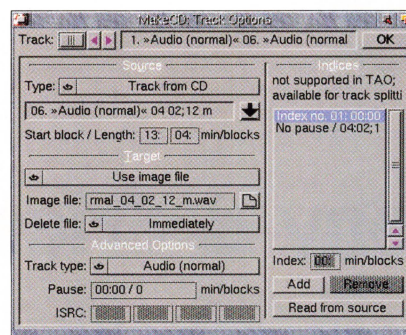 MakeCD: Track Options
Track: 1. »Audio (normal)« 06. »Audio (normal OK
Source
Type: Track from CD
06. »Audio (normal)« 04 02;12 m
Start block / Length: 13: 04: min/blocks
Target
Use image file
Image file: rmal_04_02_12_m.wav
Delete file: Immediately
Advanced Options
Track type: Audio (normal)
Pause: 00:00 / 0 min/blocks
ISRC:
Indices
not supported in TAO;
available for track splitti
Index no. 01: 00:00
No pause / 04:02;1
Index: 00: min/blocks
Add Remove
Read from source